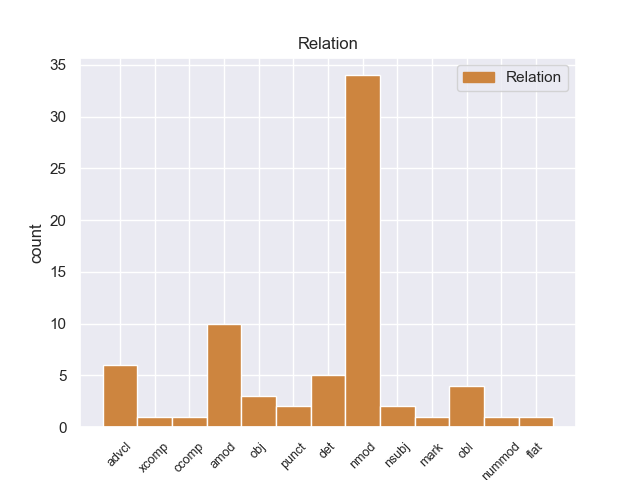 Relation
35
30
25
20
15
10
5
0
count
Relation
advcl
xcomp
ccomp
amod
obj
punct
det
nmod
nsubj
mark
obl
nummod
flat